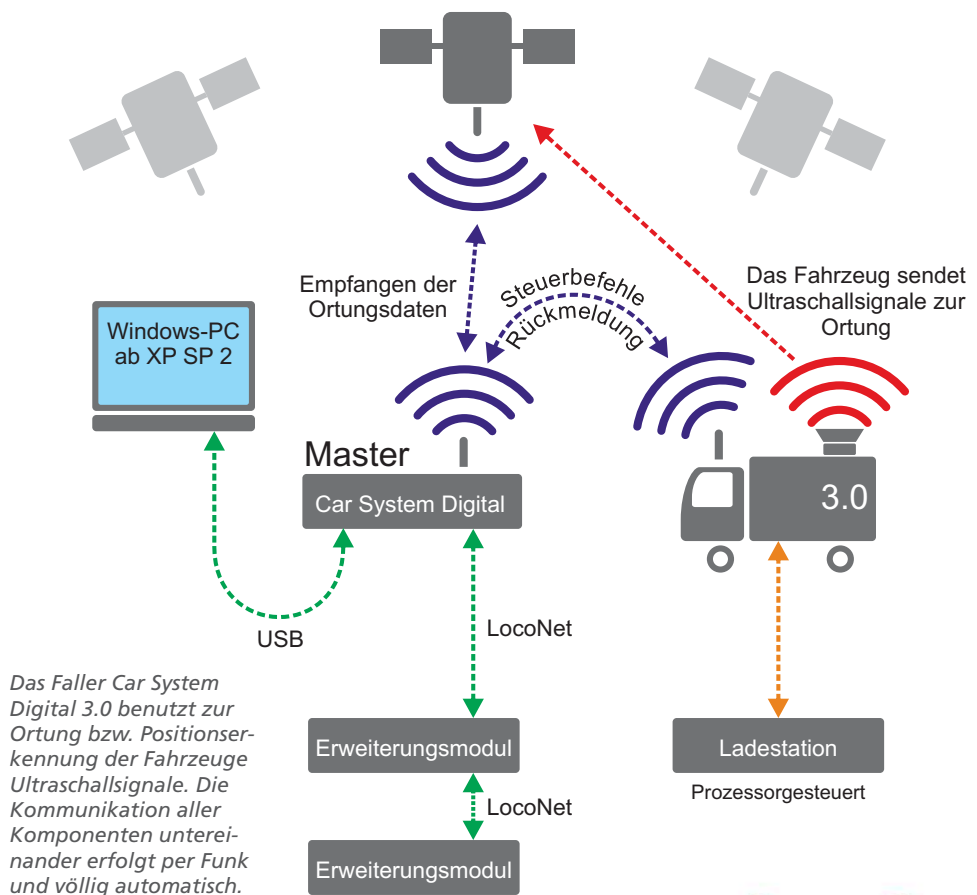 Empfangen der
Ortungsdaten
Steuerbefehle
Rückmeldung
Das Fahrzeug sendet
Ultraschallsignale zur
Ortung
Windows-PC
ab XP SP 2
Master
Car System Digital
3.0
USB
LocoNet
Das Faller Car System
Digital 3.0 benutzt zur
Ortung bzw. Positionser-
kennung der Fahrzeuge
Ultraschallsignale. Die
Kommunikation aller
Komponenten unterei-
nander erfolgt per Funk
und völlig automatisch.
Erweiterungsmodul
LocoNet
Erweiterungsmodul
Ladestation
Prozessorgesteuert